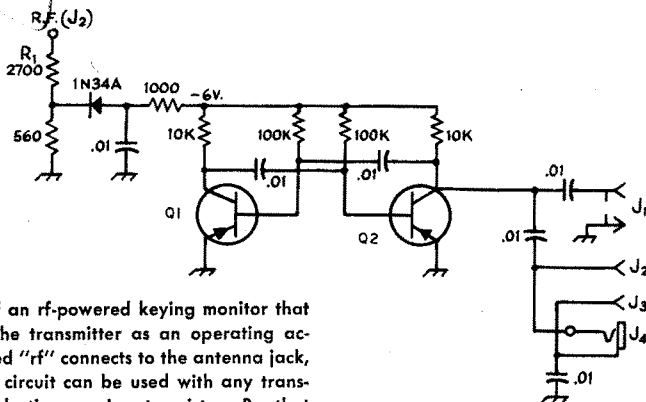 R.F. (J2)
R1
2700
1N34A
1000
-6V.
560
.01
10K
100K
100K
10K
.01
.01
Q1
Q2
.01
J1
.01
J2
J3
J4
.01
f an rf-powered keying monitor that
he transmitter as an operating ac-
ed "rf" connects to the antenna jack,
circuit can be used with any trans-